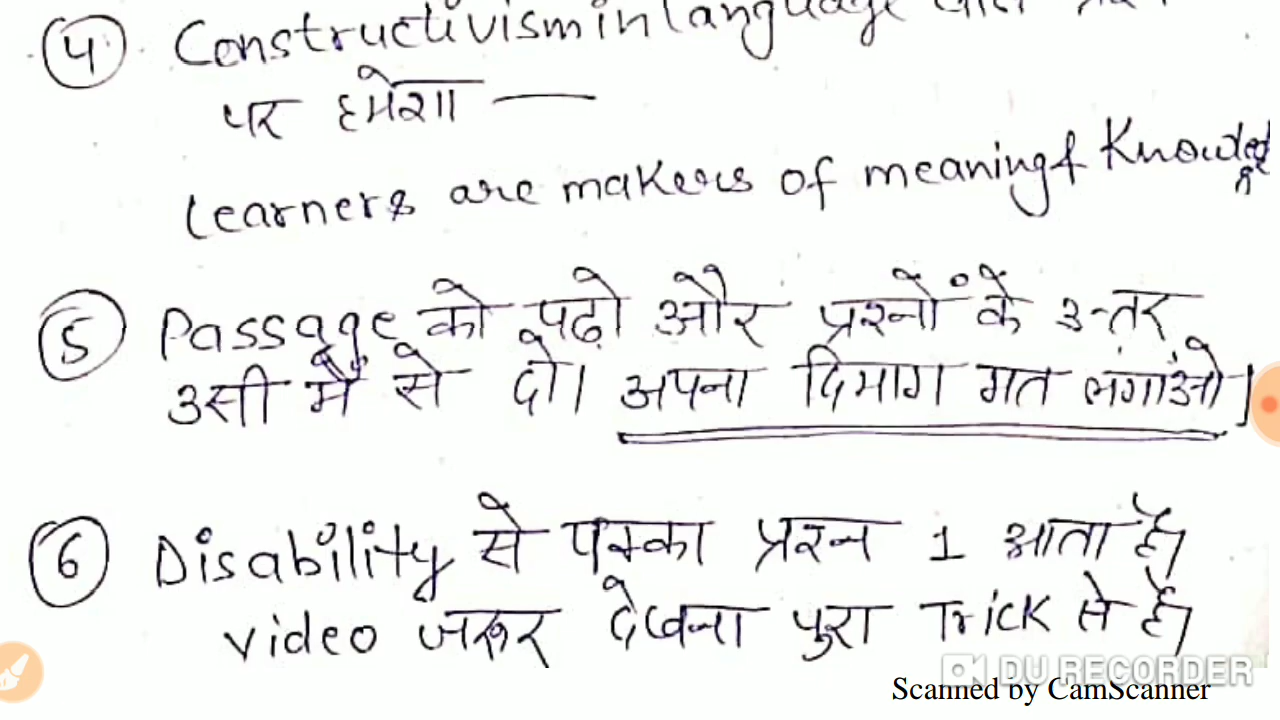 ④ Constructivism in language
पर हमेशा —
Learners are makers of meaning & Knowledge
⑤ Passage को पढ़ो और प्रश्नों के उत्तर
उसी में से दो। अपना दिमाग मत लगाओ।
⑥ Disability से पक्का प्रश्न 1 आता है।
video जरूर देखना पुरा Trick से है।
DU RECORDER
Scanned by CamScanner